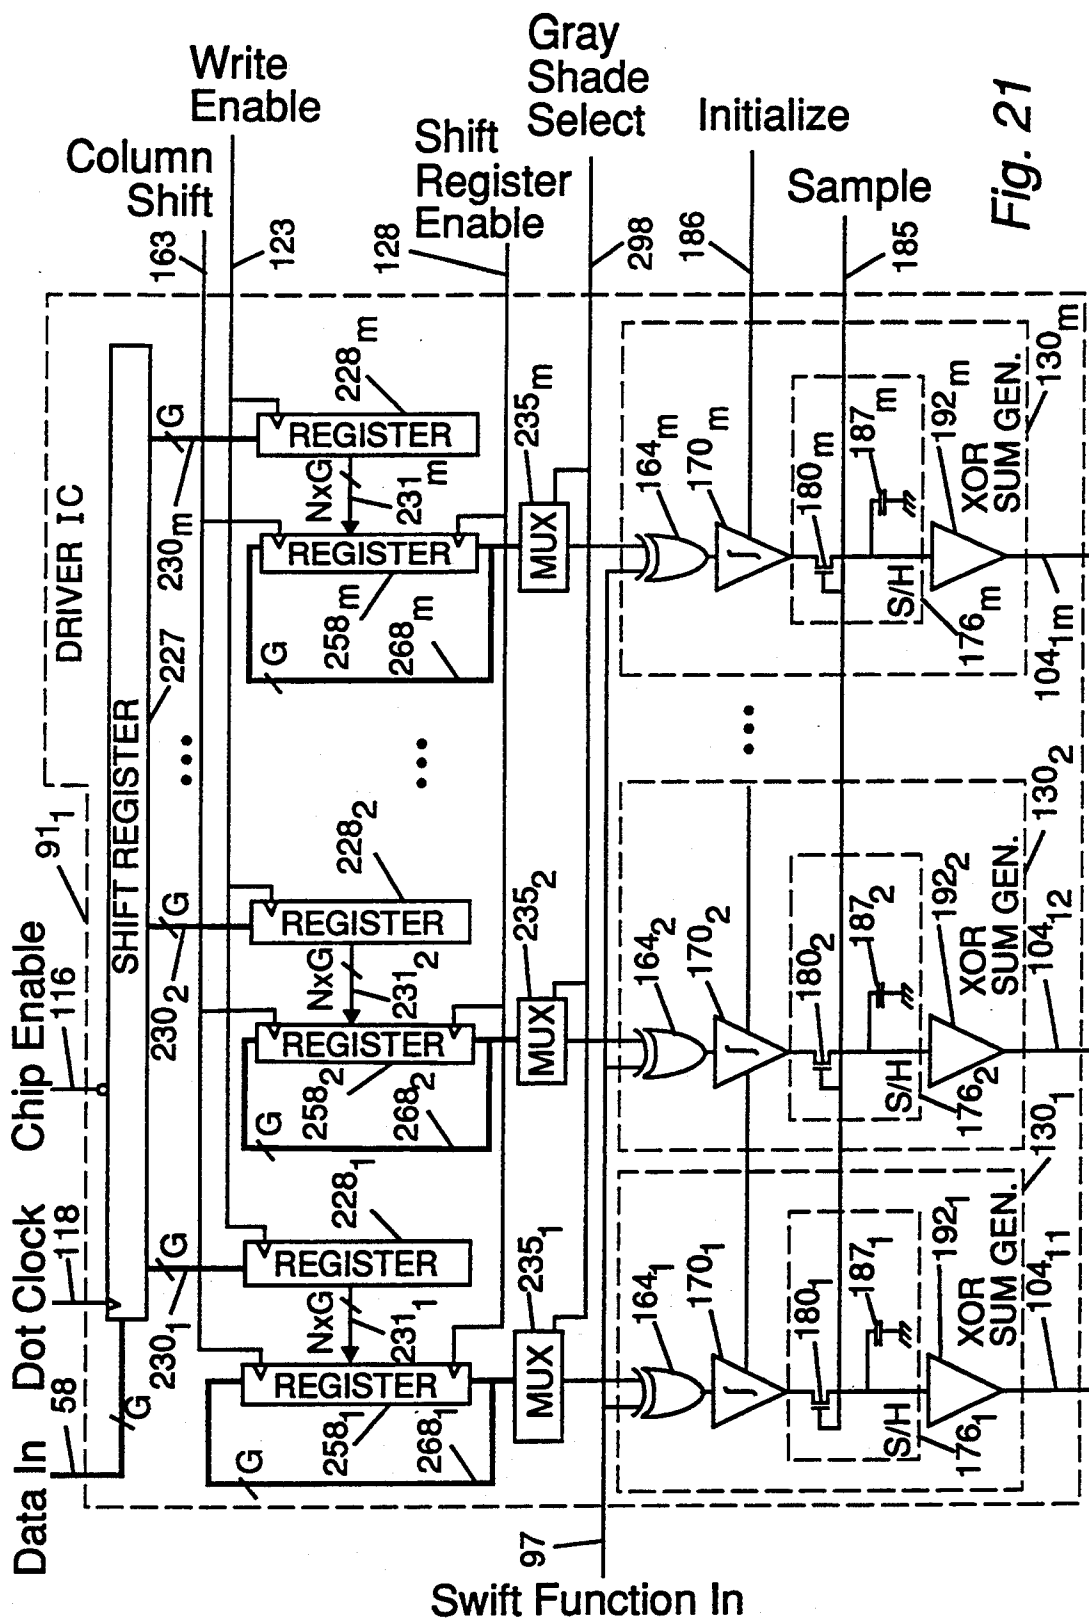 Data In
Dot Clock
Chip Enable
58
118
116
91₁
Column
Shift
163
Write
Enable
123
DRIVER IC
SHIFT REGISTER
227
G
G
230₁
G
230₂
G
230m
Shift
Register
Enable
128
REGISTER
228₁
REGISTER
228₂
REGISTER
228m
NxG
231₁
NxG
231₂
NxG
231m
REGISTER
258₁
REGISTER
258₂
REGISTER
258m
G
268₁
G
268₂
G
268m
Gray
Shade
Select
298
MUX
235₁
MUX
235₂
MUX
235m
97
Swift Function In
Initialize
186
164₁
164₂
164m
∫
170₁
∫
170₂
∫
170m
Sample
185
180₁
180₂
180m
187₁
187₂
187m
S/H
176₁
S/H
176₂
S/H
176m
192₁
192₂
192m
XOR
SUM GEN.
130₁
XOR
SUM GEN.
130₂
XOR
SUM GEN.
130m
104₁₁
104₁₂
104₁m
Fig. 21